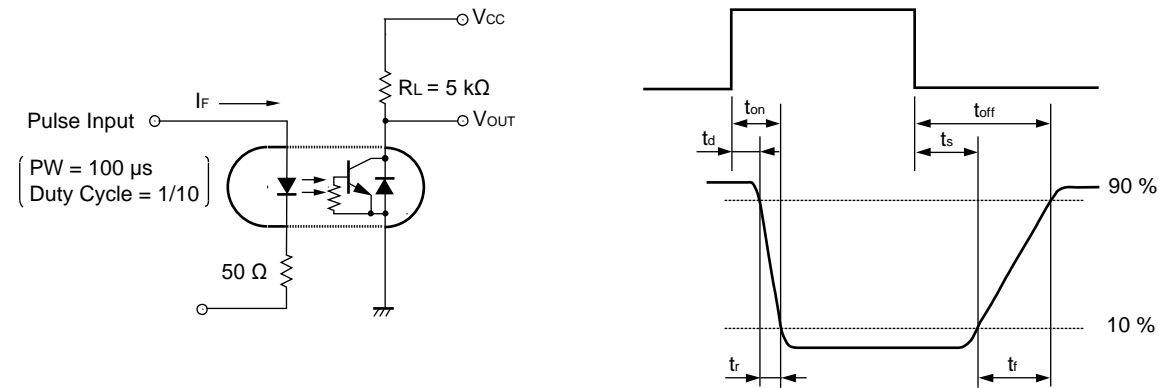 VCC
RL = 5 kΩ
IF
Pulse Input
VOUT
PW = 100 µs
Duty Cycle = 1/10
50 Ω
ton
toff
td
ts
90 %
10 %
tr
tf